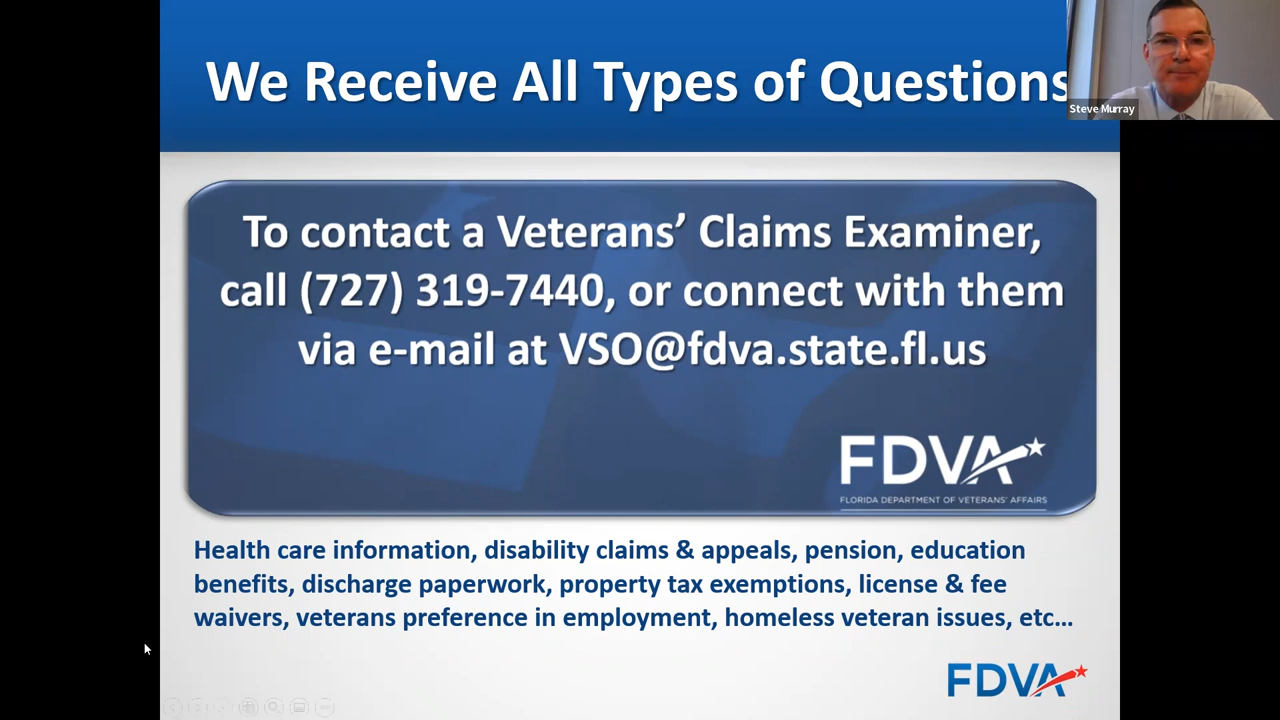 We Receive All Types of Questions
Steve Murray
To contact a Veterans’ Claims Examiner,
call (727) 319-7440, or connect with them
via e-mail at VSO@fdva.state.fl.us
FDVA
FLORIDA DEPARTMENT OF VETERANS’ AFFAIRS
Health care information, disability claims & appeals, pension, education
benefits, discharge paperwork, property tax exemptions, license & fee
waivers, veterans preference in employment, homeless veteran issues, etc…
FDVA